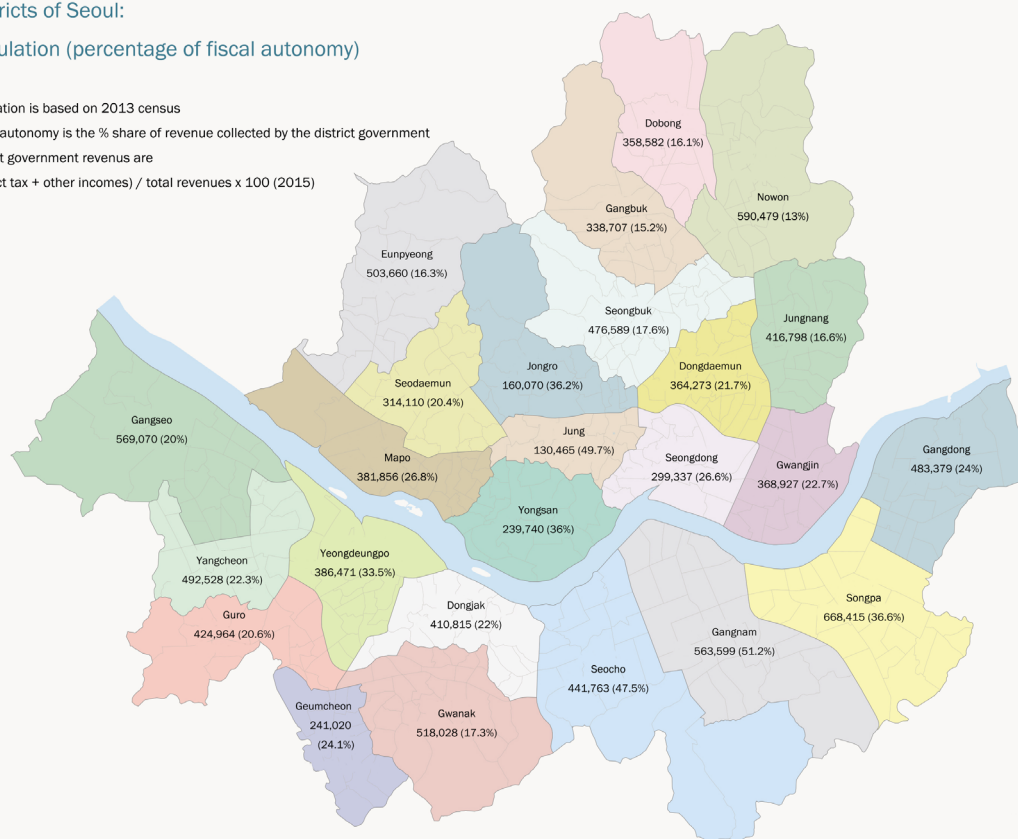 ricts of Seoul:
ulation (percentage of fiscal autonomy)
ation is based on 2013 census
autonomy is the % share of revenue collected by the district government
t government revenus are
ct tax + other incomes) / total revenues x 100 (2015)
Dobong
358,582 (16.1%)
Nowon
590,479 (13%)
Gangbuk
338,707 (15.2%)
Eunpyeong
503,660 (16.3%)
Seongbuk
476,589 (17.6%)
Jungnang
416,798 (16.6%)
Jongro
160,070 (36.2%)
Dongdaemun
364,273 (21.7%)
Seodaemun
314,110 (20.4%)
Gangseo
569,070 (20%)
Jung
130,465 (49.7%)
Mapo
381,856 (26.8%)
Seongdong
299,337 (26.6%)
Gwangjin
368,927 (22.7%)
Gangdong
483,379 (24%)
Yongsan
239,740 (36%)
Yangcheon
492,528 (22.3%)
Yeongdeungpo
386,471 (33.5%)
Dongjak
410,815 (22%)
Songpa
668,415 (36.6%)
Guro
424,964 (20.6%)
Gangnam
563,599 (51.2%)
Seocho
441,763 (47.5%)
Geumcheon
241,020
(24.1%)
Gwanak
518,028 (17.3%)